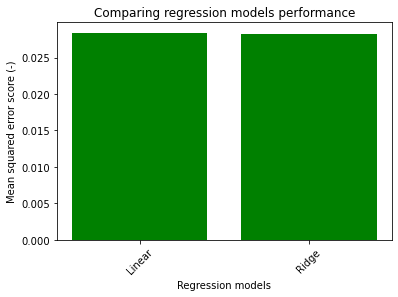 Comparing regression models performance
Mean squared error score (-)
0.025
0.020
0.015
0.010
0.005
0.000
Linear
Ridge
Regression models